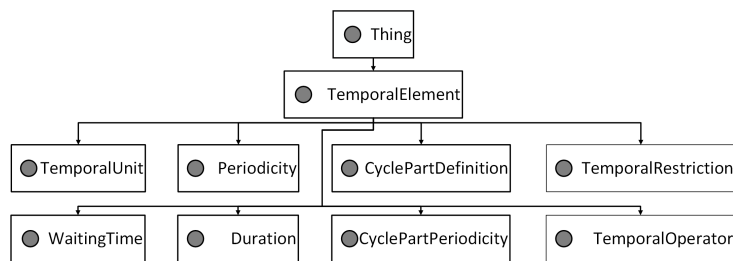 Thing
TemporalElement
TemporalUnit Periodicity CyclePartDefinition TemporalRestriction
WaitingTime Duration CyclePartPeriodicity TemporalOperator